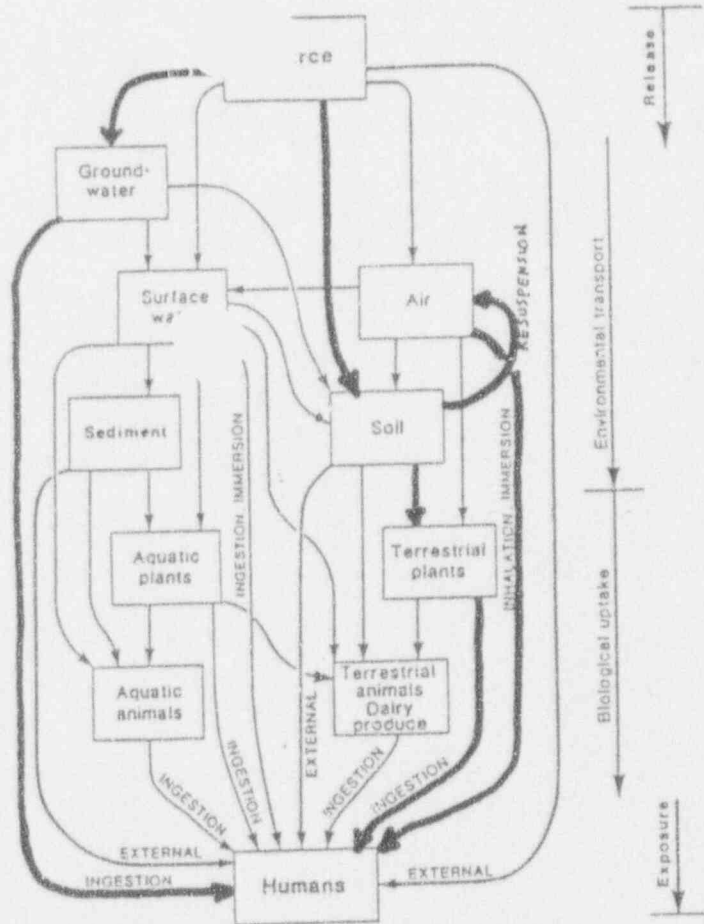 rce
Release
Ground-
water
RESUSPENSION
Environmental transport
Surface
wa
Air
Sediment
Soil
INGESTION, IMMERSION
INHALATION, IMMERSION
Aquatic
plants
Terrestrial
plants
Biological uptake
Aquatic
animals
Terrestrial
animals
Dairy
produce
EXTERNAL
INGESTION
INGESTION
INGESTION
INGESTION
EXTERNAL
EXTERNAL
INGESTION
Humans
Exposure